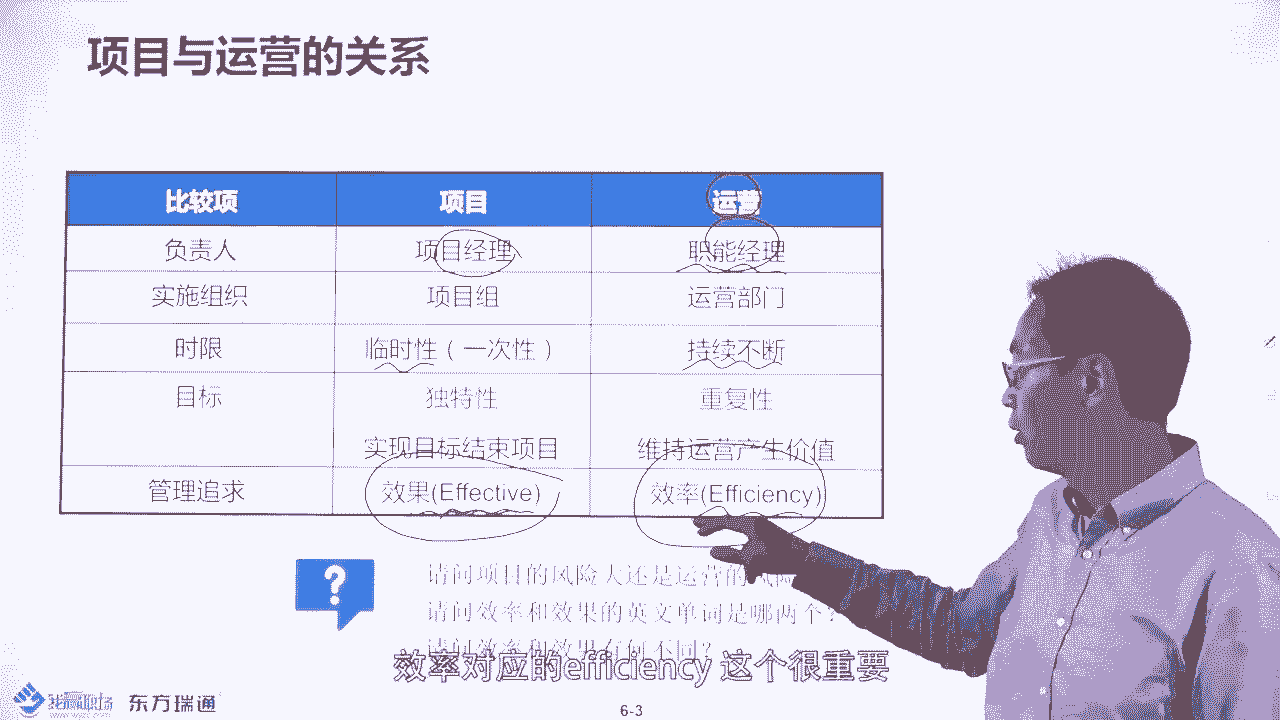 项目与运营的关系
比较项 项目 运营
负责人 项目经理 职能经理
实施组织 项目组 运营部门
时限 临时性（一次性） 持续不断
目标 独特性 重复性
实现目标结束项目 维持运营产生价值
管理追求 效果(Effective) 效率(Efficiency)
?
请问项目的风险大还是运营的风险
请问效率和效果的英文单词是哪两个?
请问效率和效果有何不同?
效率对应的efficiency 这个很重要
东方瑞通
6-3